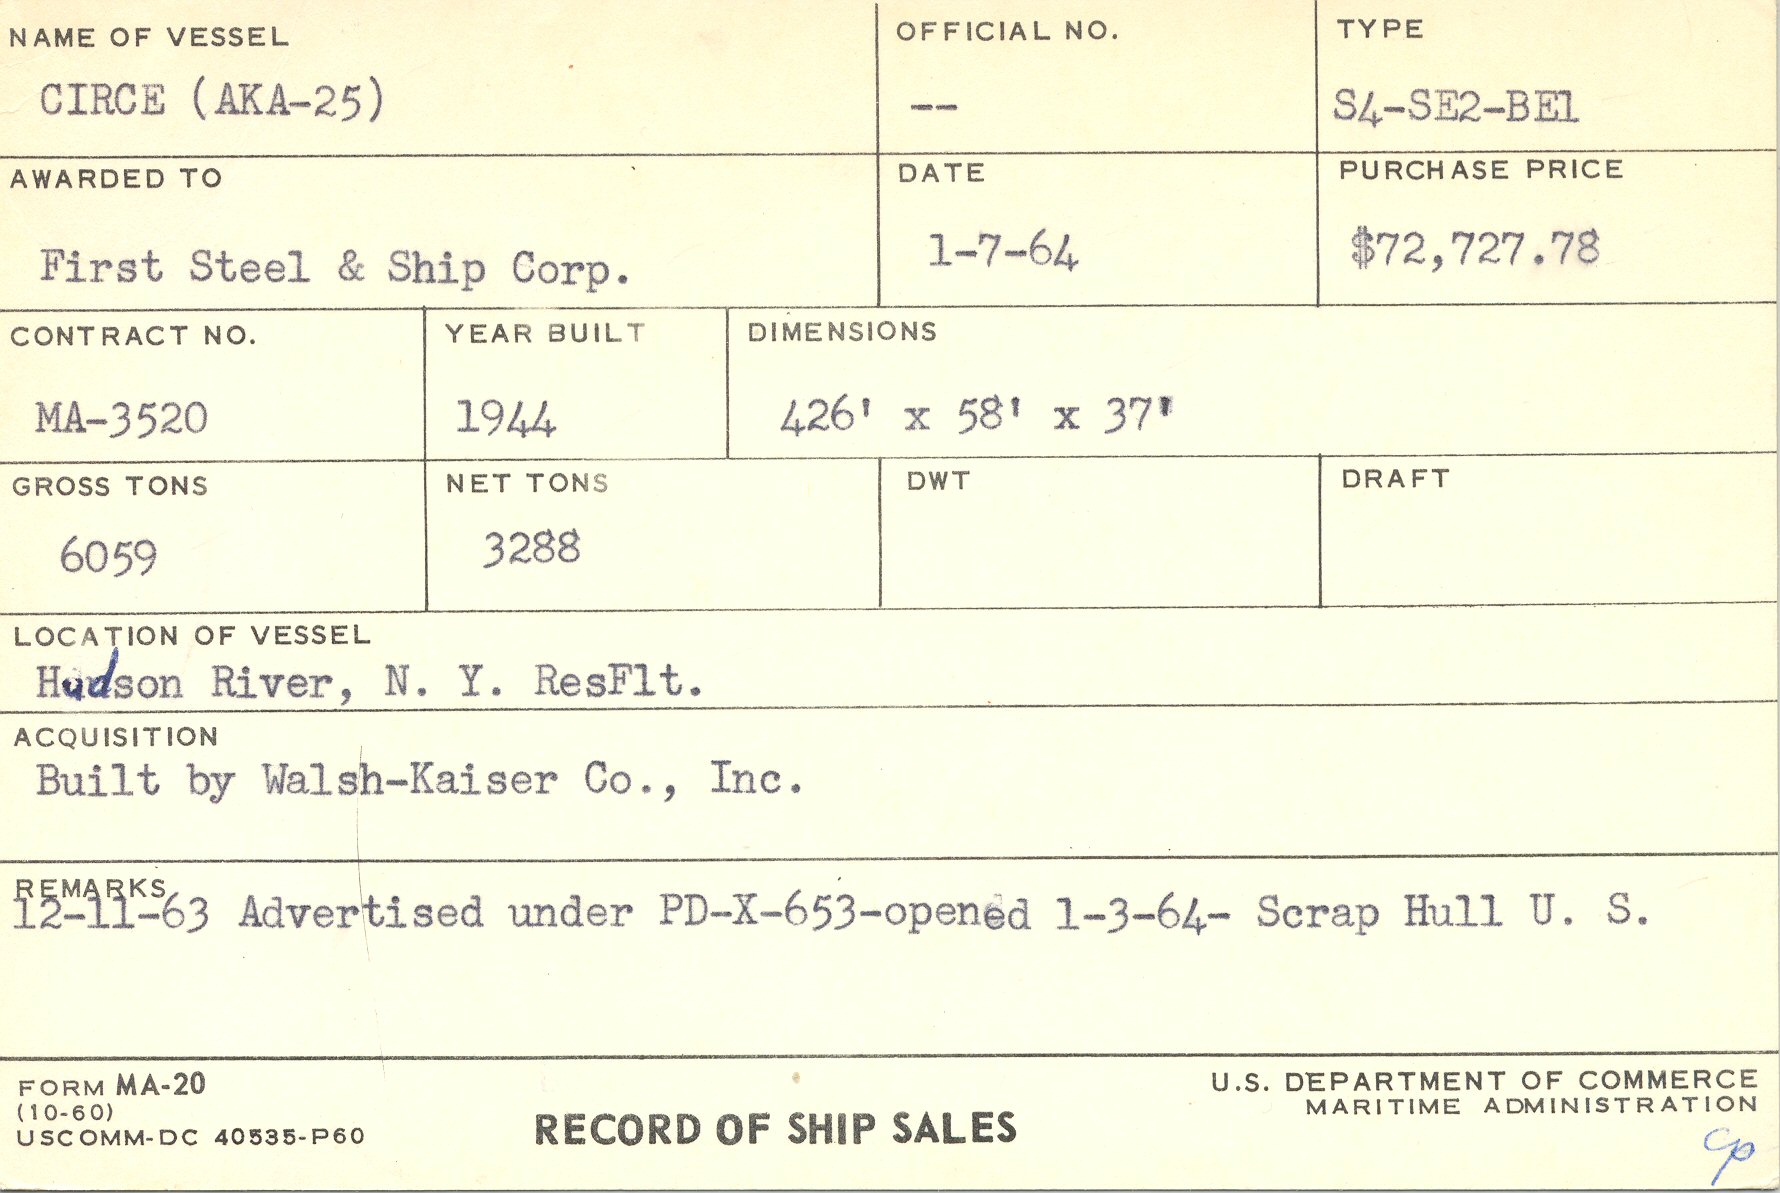 NAME OF VESSEL
CIRCE (AKA-25)
OFFICIAL NO.
--
TYPE
S4-SE2-BE1
AWARDED TO
First Steel & Ship Corp.
DATE
1-7-64
PURCHASE PRICE
$72,727.78
CONTRACT NO.
MA-3520
YEAR BUILT
1944
DIMENSIONS
426' x 58' x 37'
GROSS TONS
6059
NET TONS
3288
DWT
DRAFT
LOCATION OF VESSEL
Hudson River, N. Y. ResFlt.
ACQUISITION
Built by Walsh-Kaiser Co., Inc.
REMARKS
12-11-63 Advertised under PD-X-653-opened 1-3-64- Scrap Hull U. S.
FORM MA-20
(10-60)
USCOMM-DC 40535-P60
RECORD OF SHIP SALES
U.S. DEPARTMENT OF COMMERCE
MARITIME ADMINISTRATION